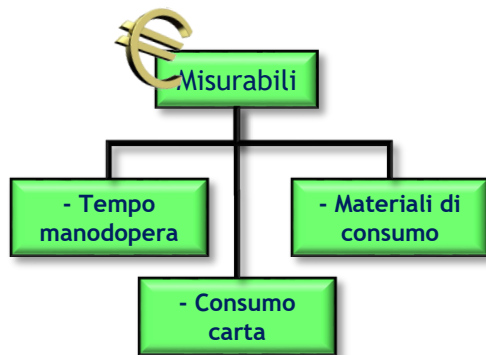 Misurabili
- Tempo
manodopera
- Materiali di
consumo
- Consumo
carta